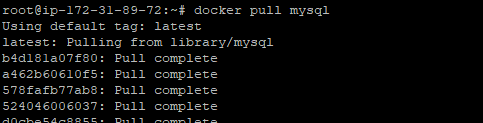 root@ip-172-31-89-72:~# docker pull mysql
Using default tag: latest
latest: Pulling from library/mysql
b4d181a07f80: Pull complete
a462b60610f5: Pull complete
578fafb77ab8: Pull complete
524046006037: Pull complete
d0cbe54c8855: Pull complete